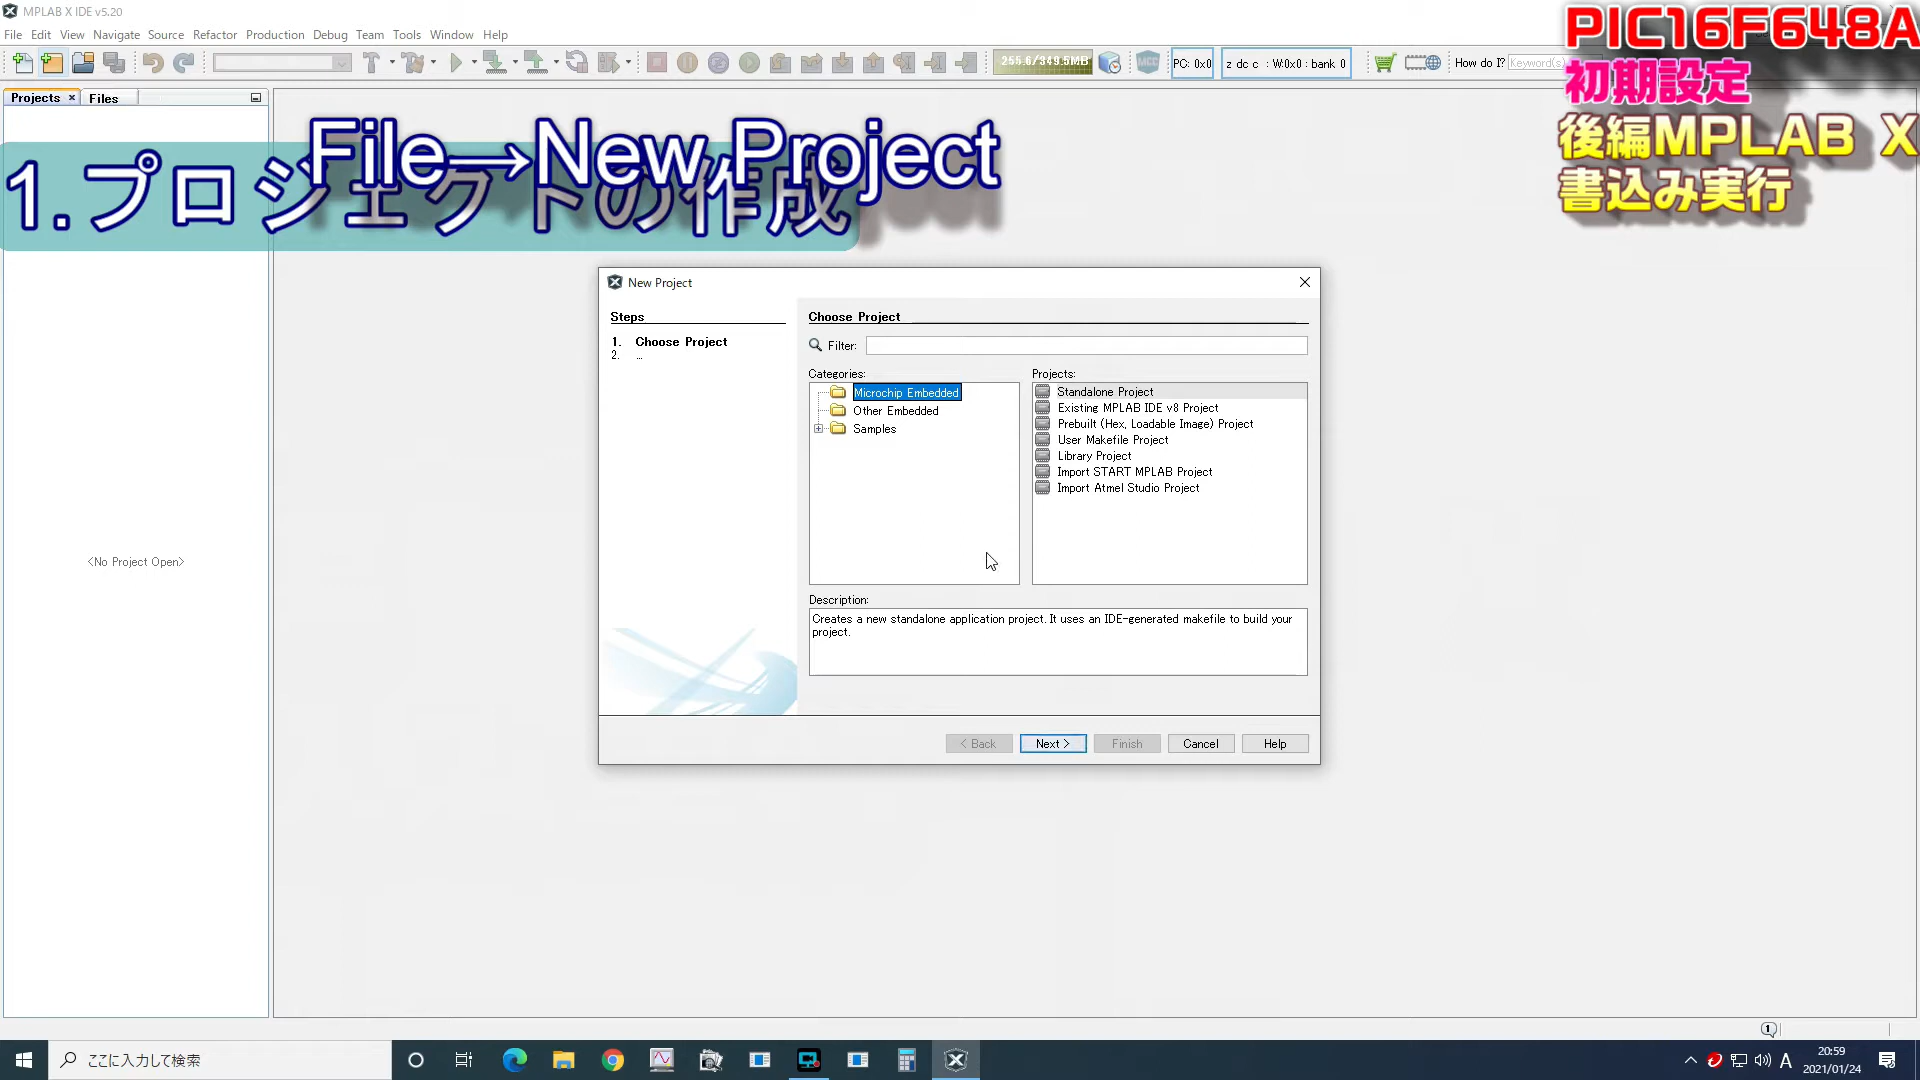 MPLAB X IDE v5.20
File Edit View Navigate Source Refactor Production Debug Team Tools Window Help
255.6/349.5MB
PC: 0x0
z dc c : W:0x0 : bank 0
How do I?
Keyword(s)
PIC16F648A
初期設定
後編MPLAB X
書込み実行
Projects
Files
File→New Project
1.プロジェクトの作成
<No Project Open>
New Project
Steps
1. Choose Project
2. ...
Choose Project
Filter:
Categories:
Microchip Embedded
Other Embedded
Samples
Projects:
Standalone Project
Existing MPLAB IDE v8 Project
Prebuilt (Hex, Loadable Image) Project
User Makefile Project
Library Project
Import START MPLAB Project
Import Atmel Studio Project
Description:
Creates a new standalone application project. It uses an IDE-generated makefile to build your
project.
< Back
Next >
Finish
Cancel
Help
ここに入力して検索
A
20:59
2021/01/24